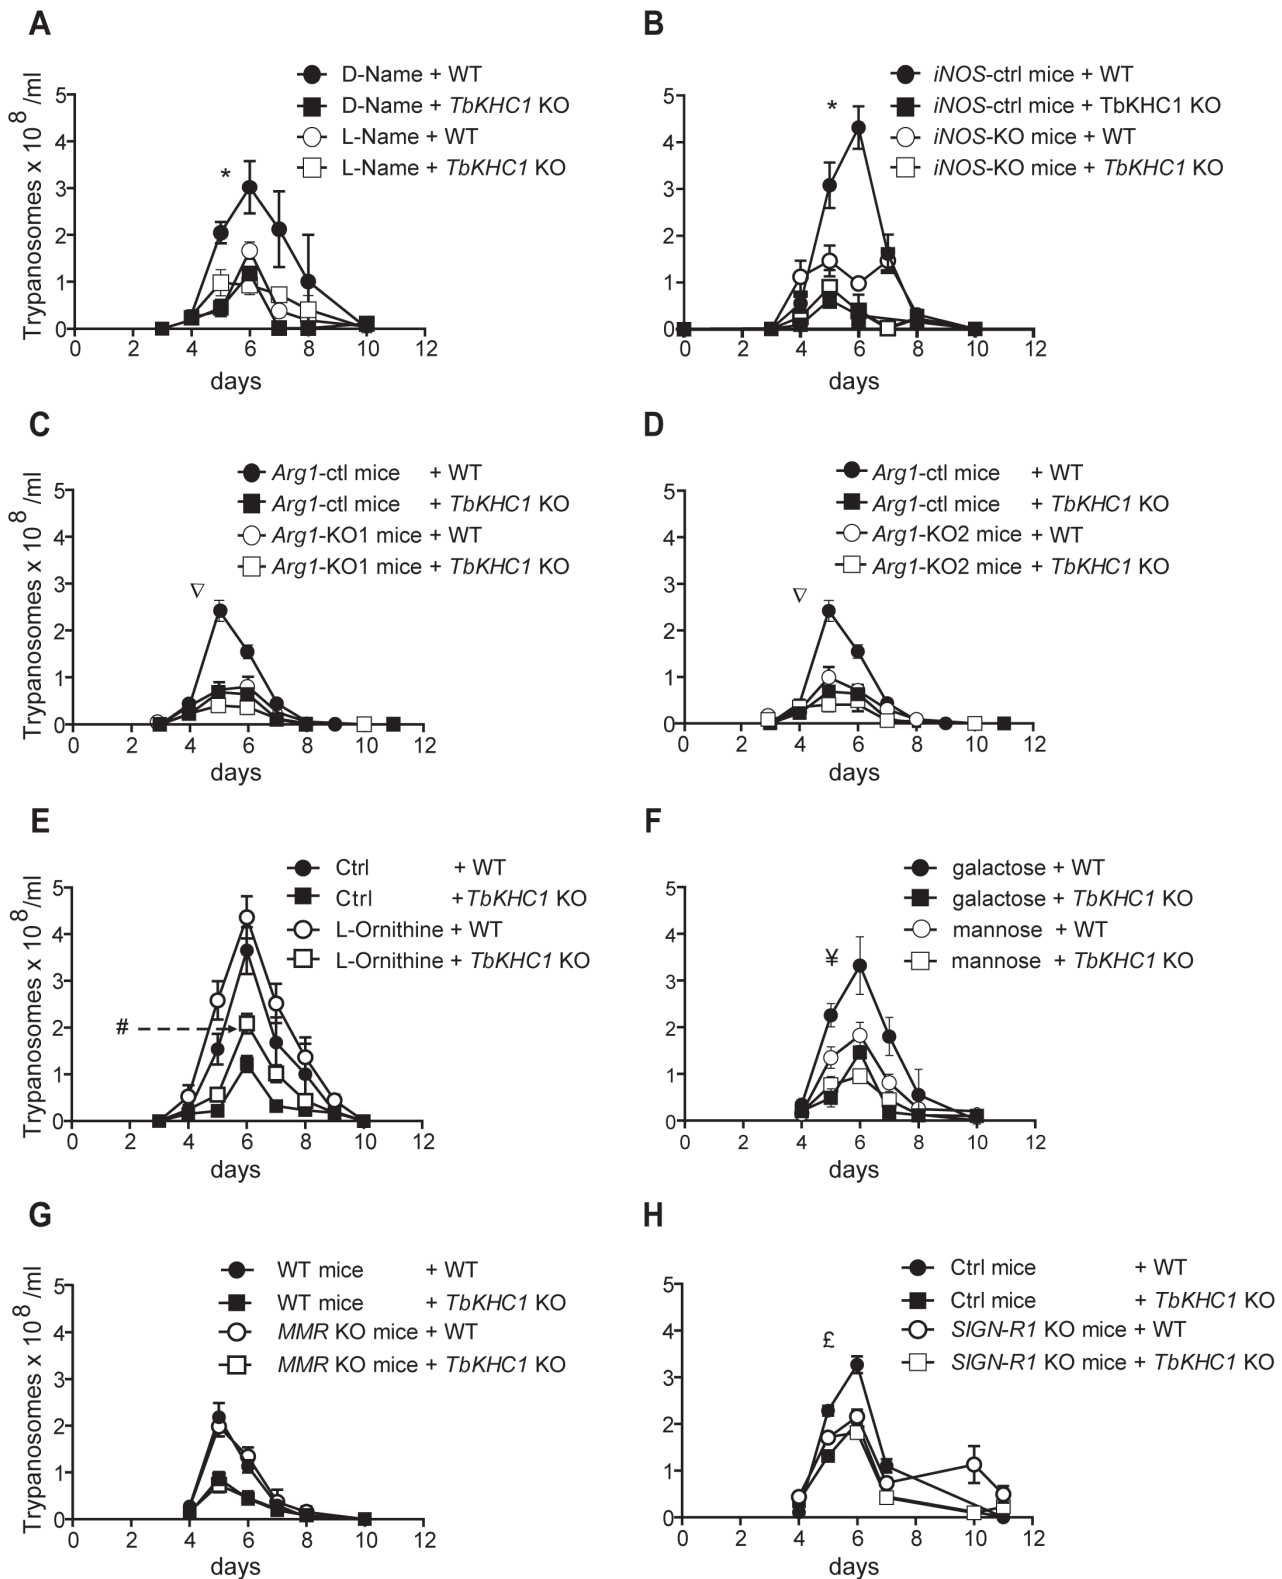 A
D-Name + WT
D-Name + TbKHC1 KO
L-Name + WT
L-Name + TbKHC1 KO
*
Trypanosomes x 10 8 /ml
5
4
3
2
1
0
0 2 4 6 8 10 12
days
B
iNOS-ctrl mice + WT
iNOS-ctrl mice + TbKHC1 KO
iNOS-KO mice + WT
iNOS-KO mice + TbKHC1 KO
*
5
4
3
2
1
0
0 2 4 6 8 10 12
days
C
Arg1-ctl mice + WT
Arg1-ctl mice + TbKHC1 KO
Arg1-KO1 mice + WT
Arg1-KO1 mice + TbKHC1 KO
▽
Trypanosomes x 10 8 /ml
5
4
3
2
1
0
0 2 4 6 8 10 12
days
D
Arg1-ctl mice + WT
Arg1-ctl mice + TbKHC1 KO
Arg1-KO2 mice + WT
Arg1-KO2 mice + TbKHC1 KO
▽
5
4
3
2
1
0
0 2 4 6 8 10 12
days
E
Ctrl + WT
Ctrl +TbKHC1 KO
L-Ornithine + WT
L-Ornithine + TbKHC1 KO
#
Trypanosomes x 10 8 /ml
5
4
3
2
1
0
0 2 4 6 8 10 12
days
F
galactose + WT
galactose + TbKHC1 KO
mannose + WT
mannose + TbKHC1 KO
¥
5
4
3
2
1
0
0 2 4 6 8 10 12
days
G
WT mice + WT
WT mice + TbKHC1 KO
MMR KO mice + WT
MMR KO mice + TbKHC1 KO
Trypanosomes x 10 8 /ml
5
4
3
2
1
0
0 2 4 6 8 10 12
days
H
Ctrl mice + WT
Ctrl mice + TbKHC1 KO
SIGN-R1 KO mice + WT
SIGN-R1 KO mice + TbKHC1 KO
£
5
4
3
2
1
0
0 2 4 6 8 10 12
days